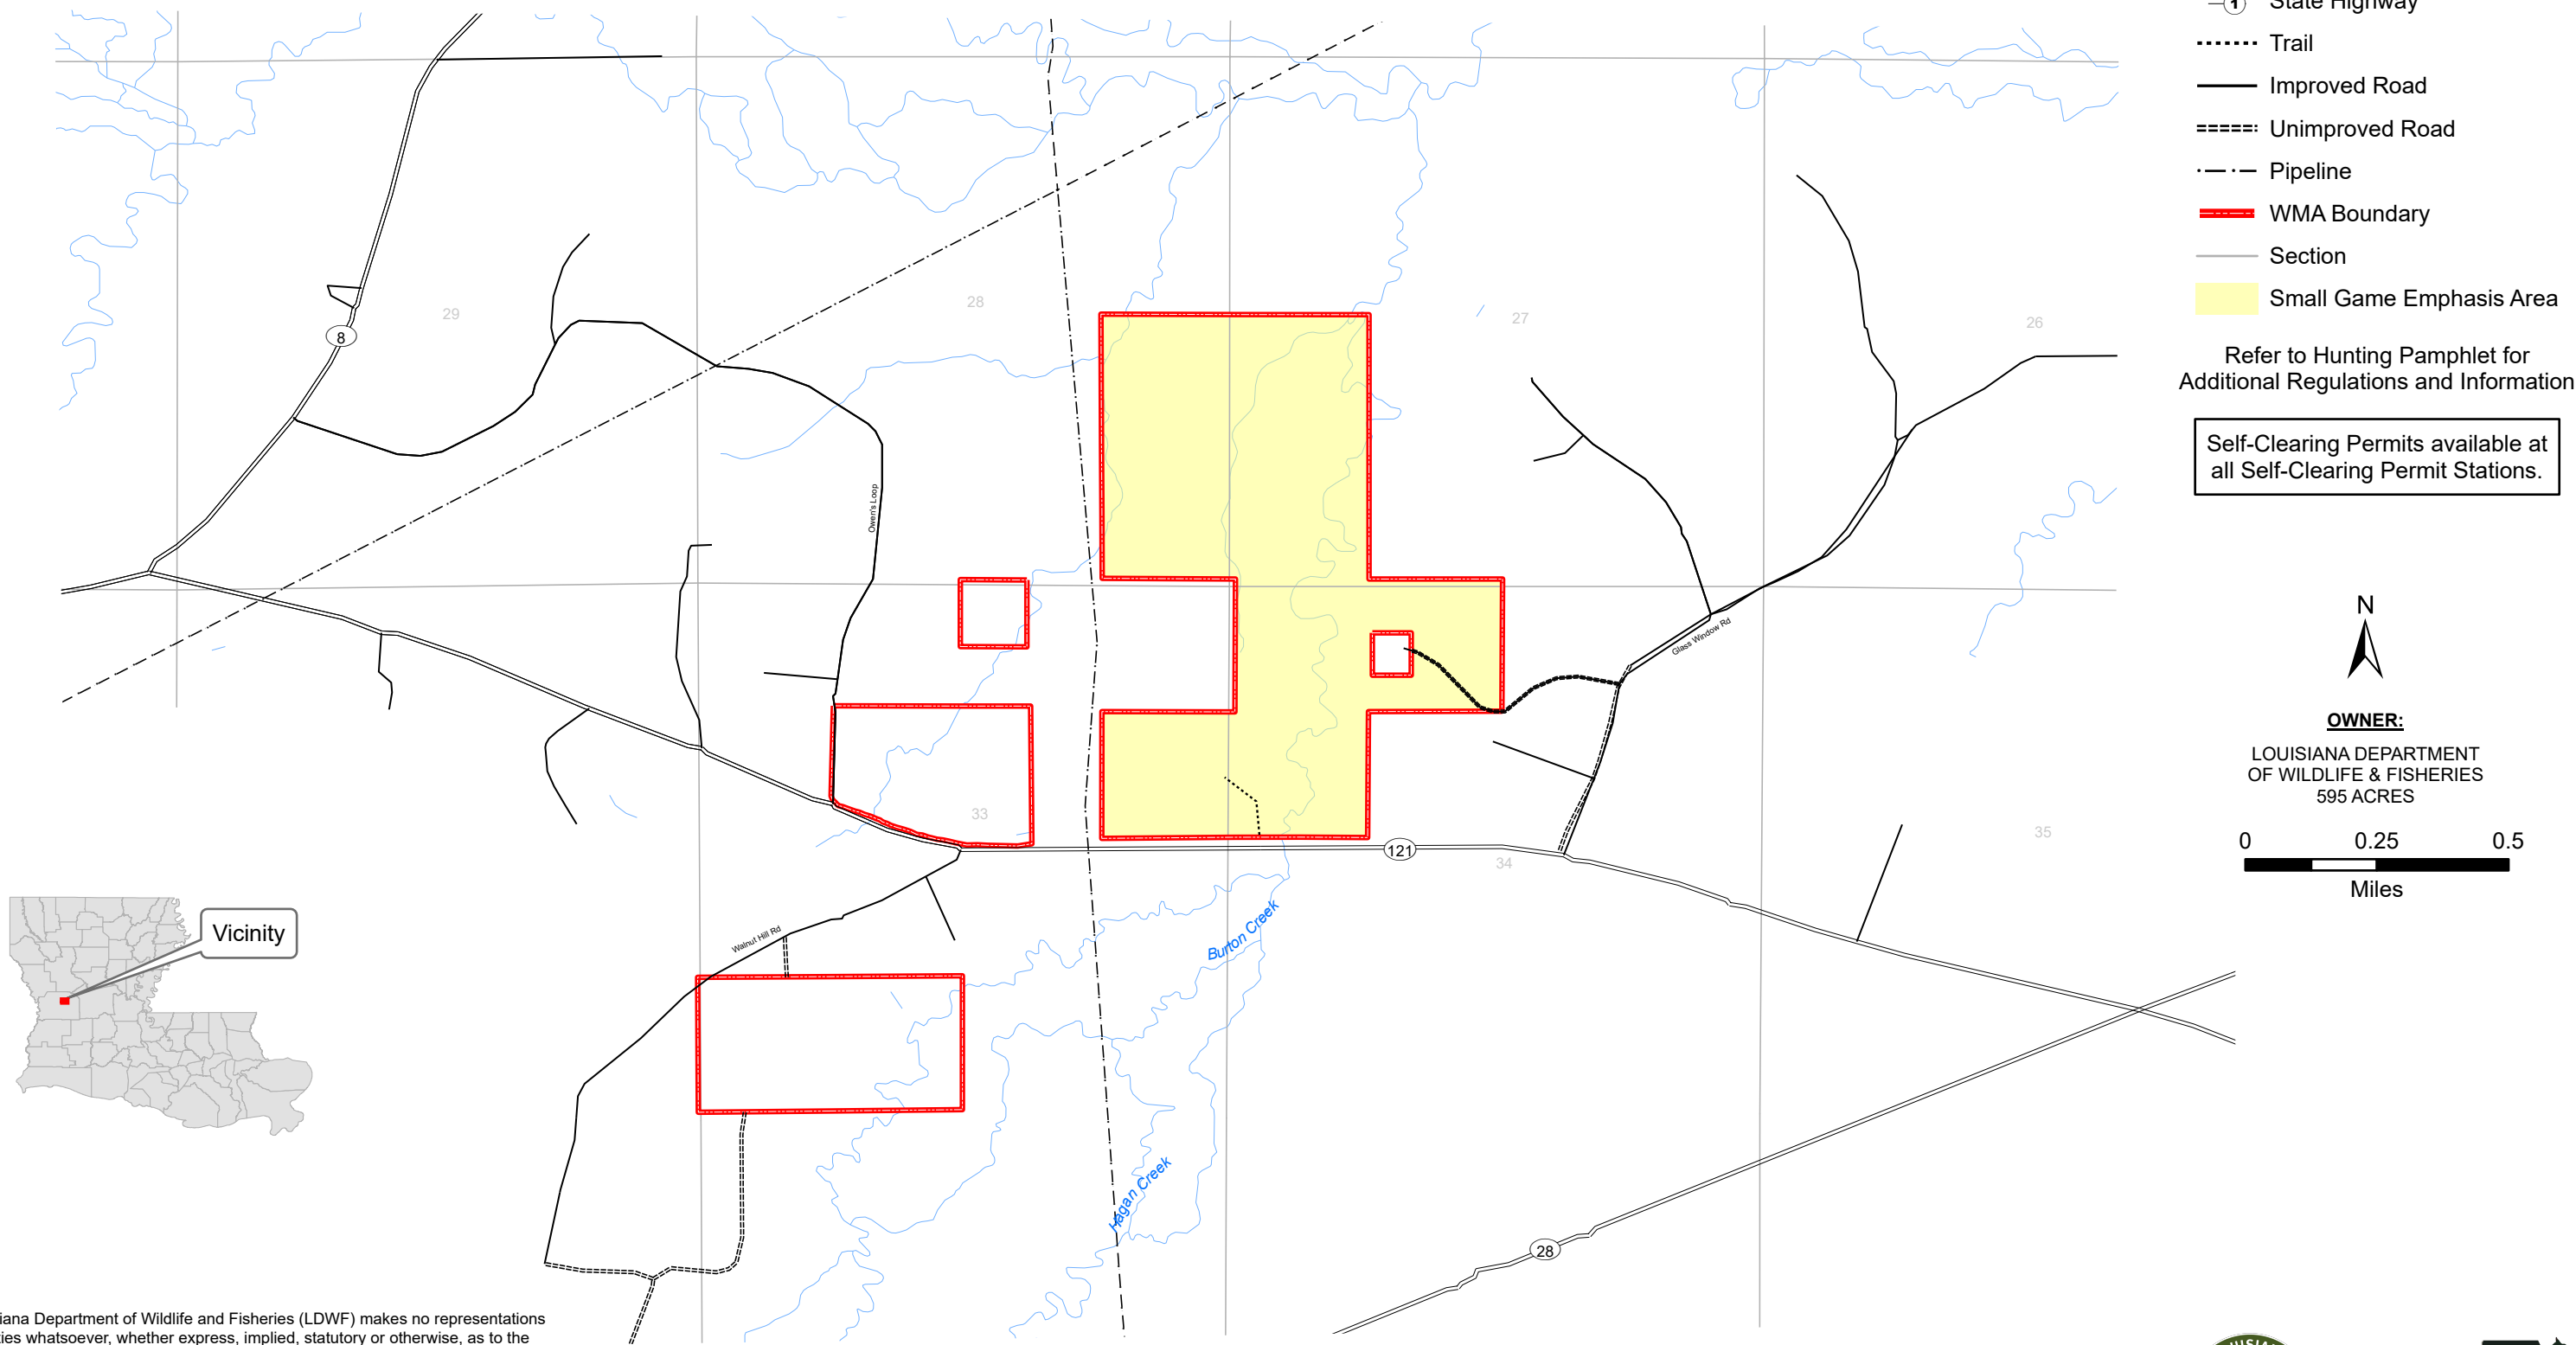 State Highway
Trail
Improved Road
Unimproved Road
Pipeline
WMA Boundary
Section
Small Game Emphasis Area
Refer to Hunting Pamphlet for
Additional Regulations and Information
Self-Clearing Permits available at
all Self-Clearing Permit Stations.
N
OWNER:
LOUISIANA DEPARTMENT
OF WILDLIFE & FISHERIES
595 ACRES
0 0.25 0.5
Miles
29
28
27
26
8
Owen's Loop
Glass Window Rd
33
121
34
35
Walnut Hill Rd
Burton Creek
Hagan Creek
28
Vicinity
iana Department of Wildlife and Fisheries (LDWF) makes no representations
ies whatsoever, whether express, implied, statutory or otherwise, as to the